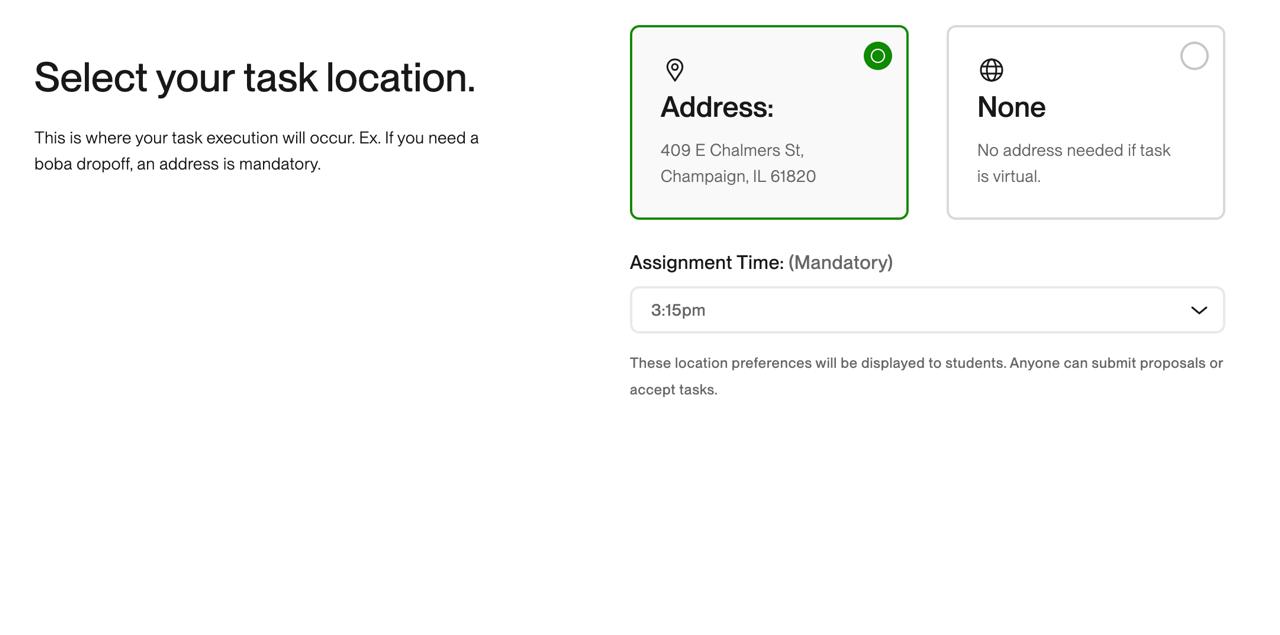 Select your task location.
This is where your task execution will occur. Ex. If you need a
boba dropoff, an address is mandatory.
Address:
409 E Chalmers St,
Champaign, IL 61820
None
No address needed if task
is virtual.
Assignment Time: (Mandatory)
3:15pm
These location preferences will be displayed to students. Anyone can submit proposals or
accept tasks.